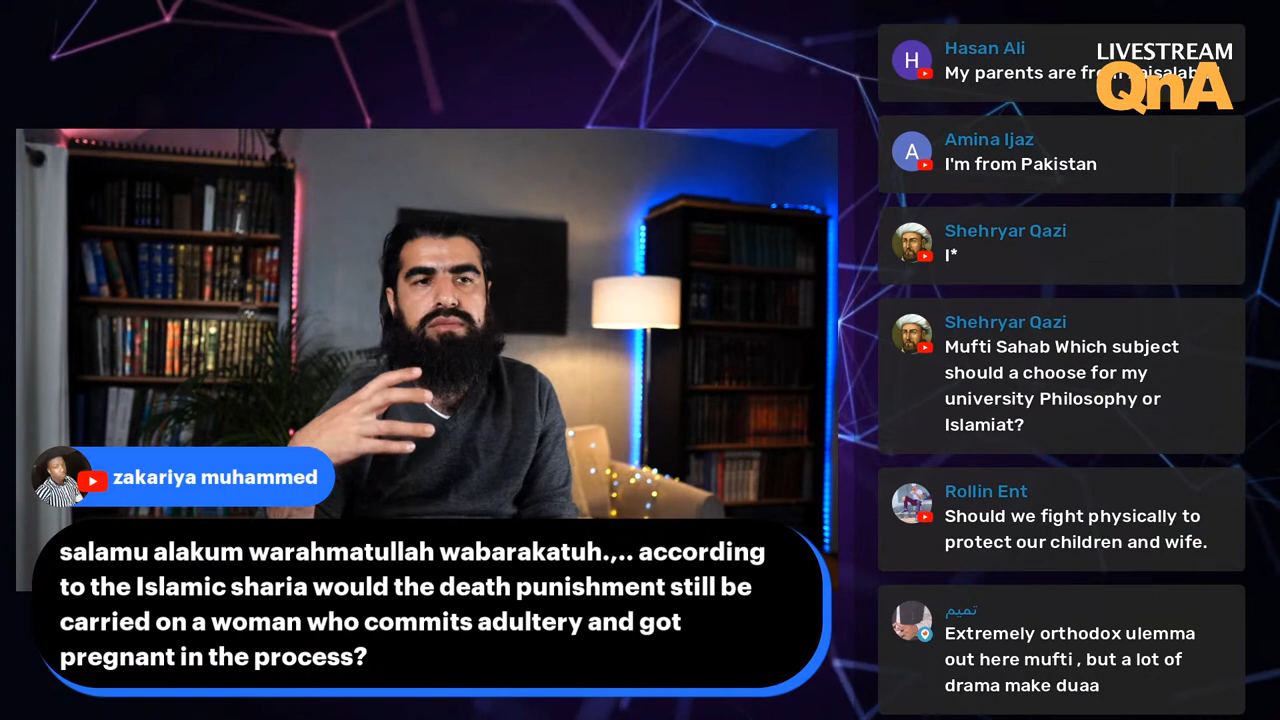 LIVESTREAM
QnA
zakariya muhammed
salamu alakum warahmatullah wabarakatuh.,.. according
to the Islamic sharia would the death punishment still be
carried on a woman who commits adultery and got
pregnant in the process?
H
Hasan Ali
My parents are
A
Amina Ijaz
I'm from Pakistan
Shehryar Qazi
I*
Shehryar Qazi
Mufti Sahab Which subject
should a choose for my
university Philosophy or
Islamiat?
Rollin Ent
Should we fight physically to
protect our children and wife.
تميم
Extremely orthodox ulemma
out here mufti , but a lot of
drama make duaa